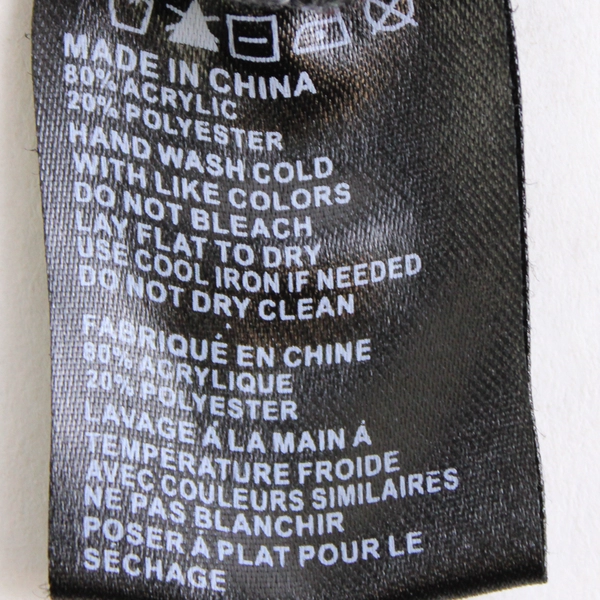 MADE IN CHINA
80% ACRYLIC
20% POLYESTER
HAND WASH COLD
WITH LIKE COLORS
DO NOT BLEACH
LAY FLAT TO DRY
USE COOL IRON IF NEEDED
DO NOT DRY CLEAN
FABRIQUÉ EN CHINE
80% ACRYLIQUE
20% POLYESTER
LAVAGE Á LA MAIN Á
TEMPÉRATURE FROIDE
AVEC COULEURS SIMILAIRES
NE PAS BLANCHIR
POSER À PLAT POUR LE
SÉCHAGE